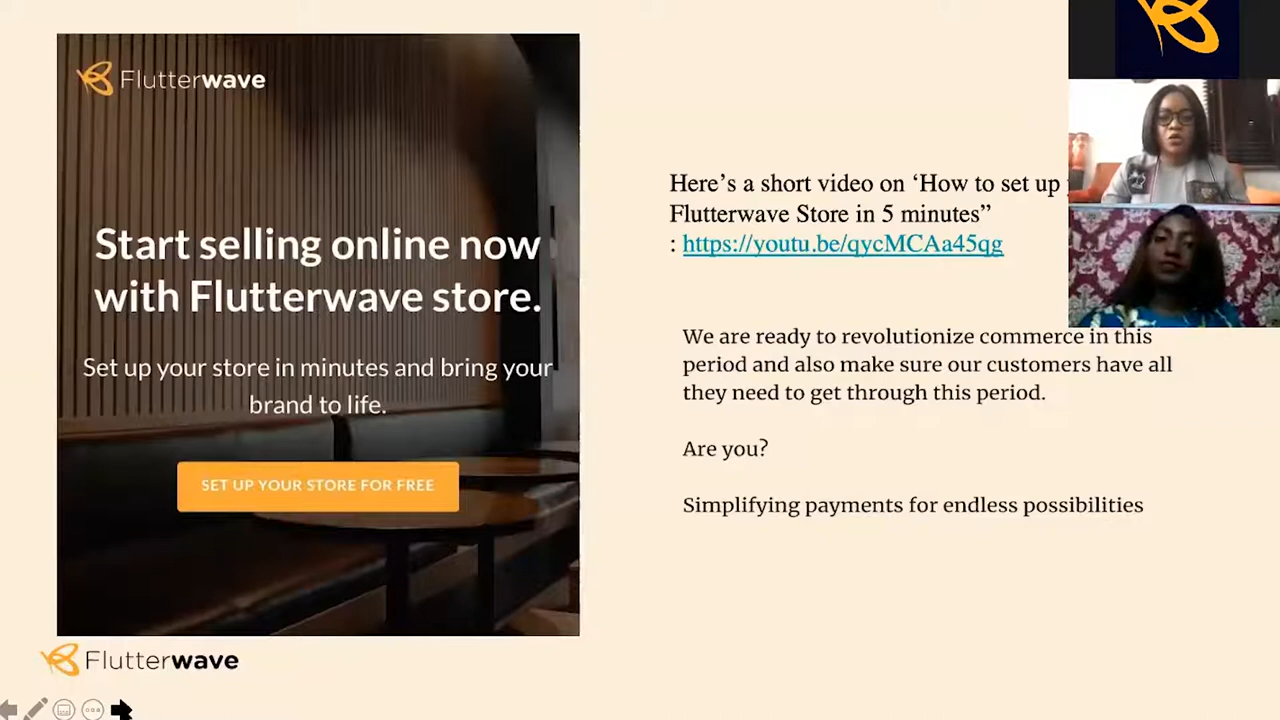 Flutterwave
Start selling online now
with Flutterwave store.
Set up your store in minutes and bring your
brand to life.
SET UP YOUR STORE FOR FREE
Flutterwave
Here’s a short video on ‘How to set up
Flutterwave Store in 5 minutes”
: https://youtu.be/qycMCAa45qg
We are ready to revolutionize commerce in this
period and also make sure our customers have all
they need to get through this period.
Are you?
Simplifying payments for endless possibilities